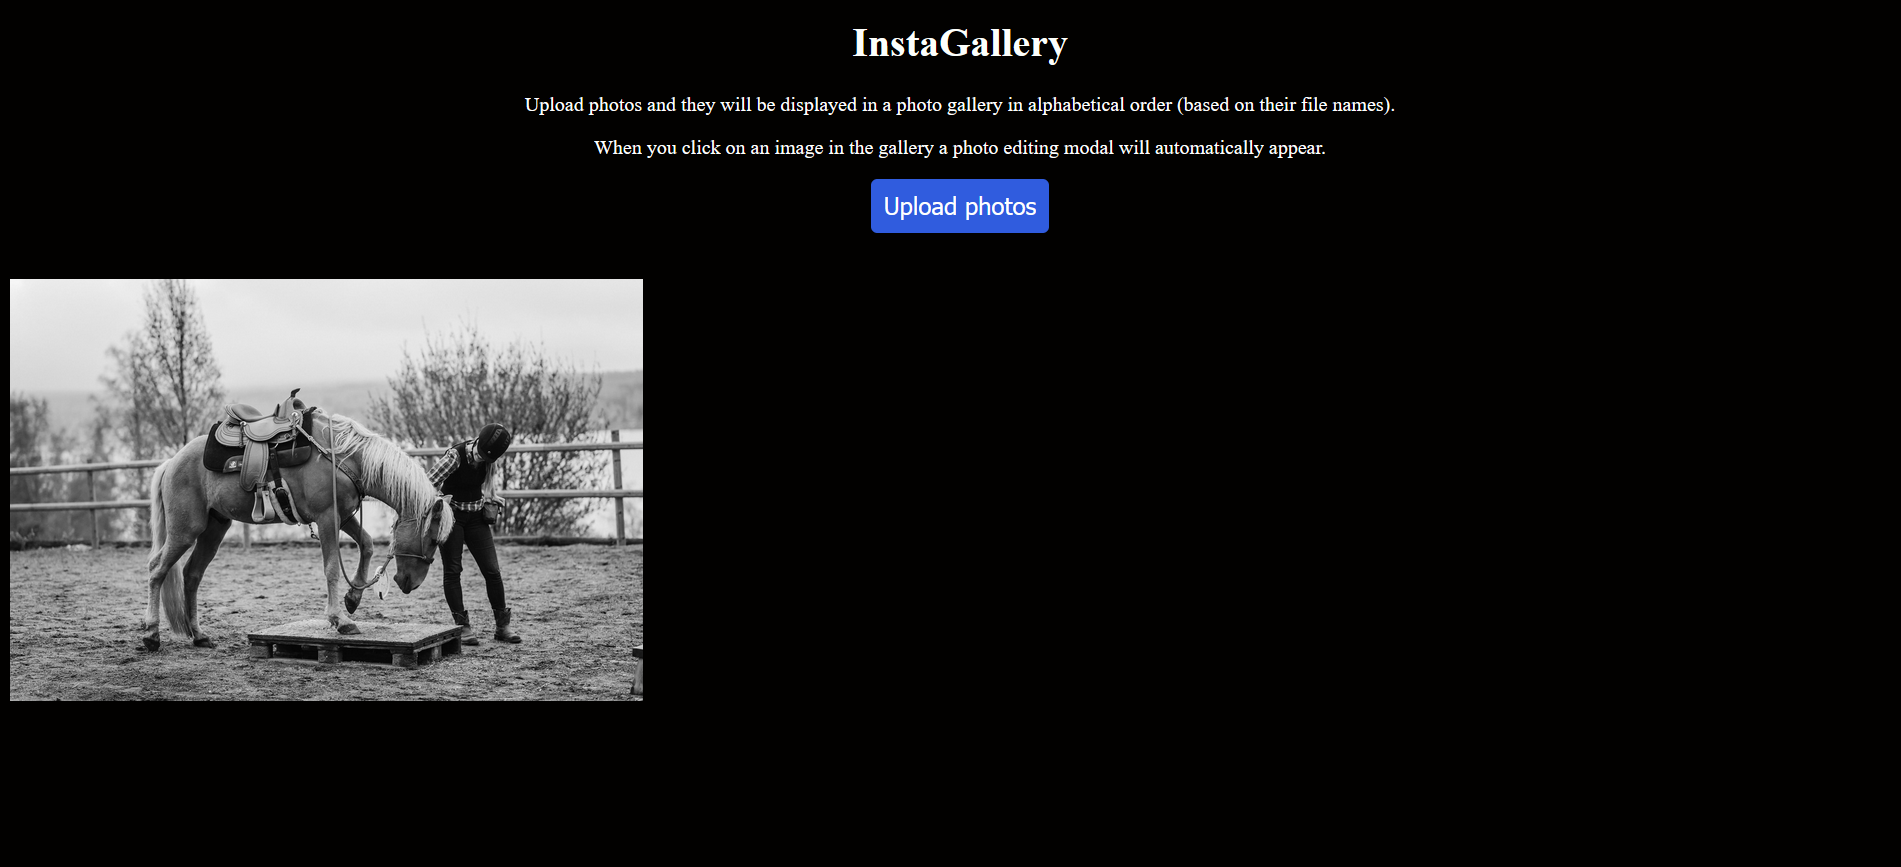 InstaGallery
Upload photos and they will be displayed in a photo gallery in alphabetical order (based on their file names).
When you click on an image in the gallery a photo editing modal will automatically appear.
Upload photos